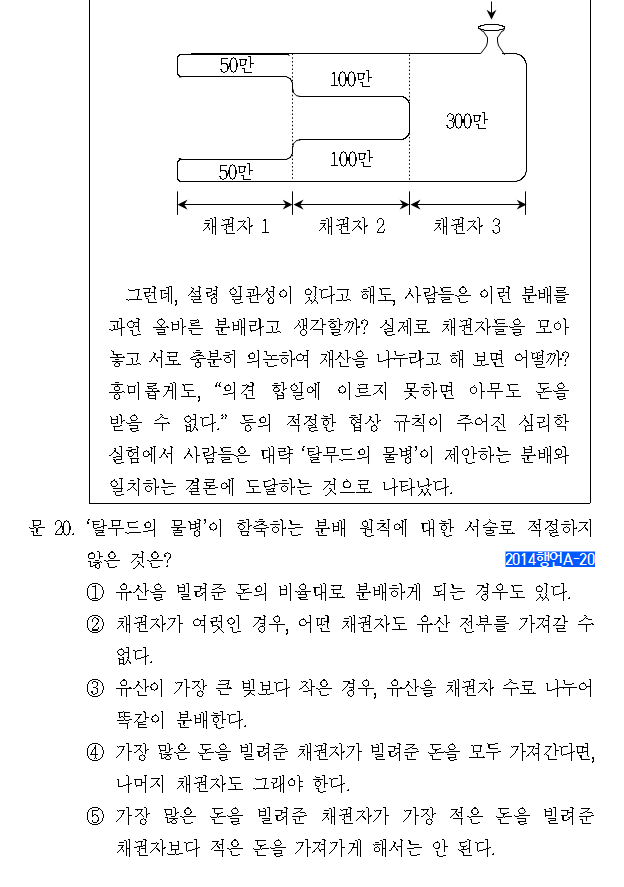 50만
100만
300만
50만
100만
채권자 1 채권자 2 채권자 3
그런데, 설령 일관성이 있다고 해도, 사람들은 이런 분배를
과연 올바른 분배라고 생각할까? 실제로 채권자들을 모아
놓고 서로 충분히 의논하여 재산을 나누라고 해 보면 어떨까?
흥미롭게도, “의견 합일에 이르지 못하면 아무도 돈을
받을 수 없다.” 등의 적절한 협상 규칙이 주어진 심리학
실험에서 사람들은 대략 ‘탈무드의 물병’이 제안하는 분배와
일치하는 결론에 도달하는 것으로 나타났다.
문 20. ‘탈무드의 물병’이 함축하는 분배 원칙에 대한 서술로 적절하지
않은 것은? 2014행언A-20
① 유산을 빌려준 돈의 비율대로 분배하게 되는 경우도 있다.
② 채권자가 여럿인 경우, 어떤 채권자도 유산 전부를 가져갈 수
없다.
③ 유산이 가장 큰 빚보다 작은 경우, 유산을 채권자 수로 나누어
똑같이 분배한다.
④ 가장 많은 돈을 빌려준 채권자가 빌려준 돈을 모두 가져간다면,
나머지 채권자도 그래야 한다.
⑤ 가장 많은 돈을 빌려준 채권자가 가장 적은 돈을 빌려준
채권자보다 적은 돈을 가져가게 해서는 안 된다.